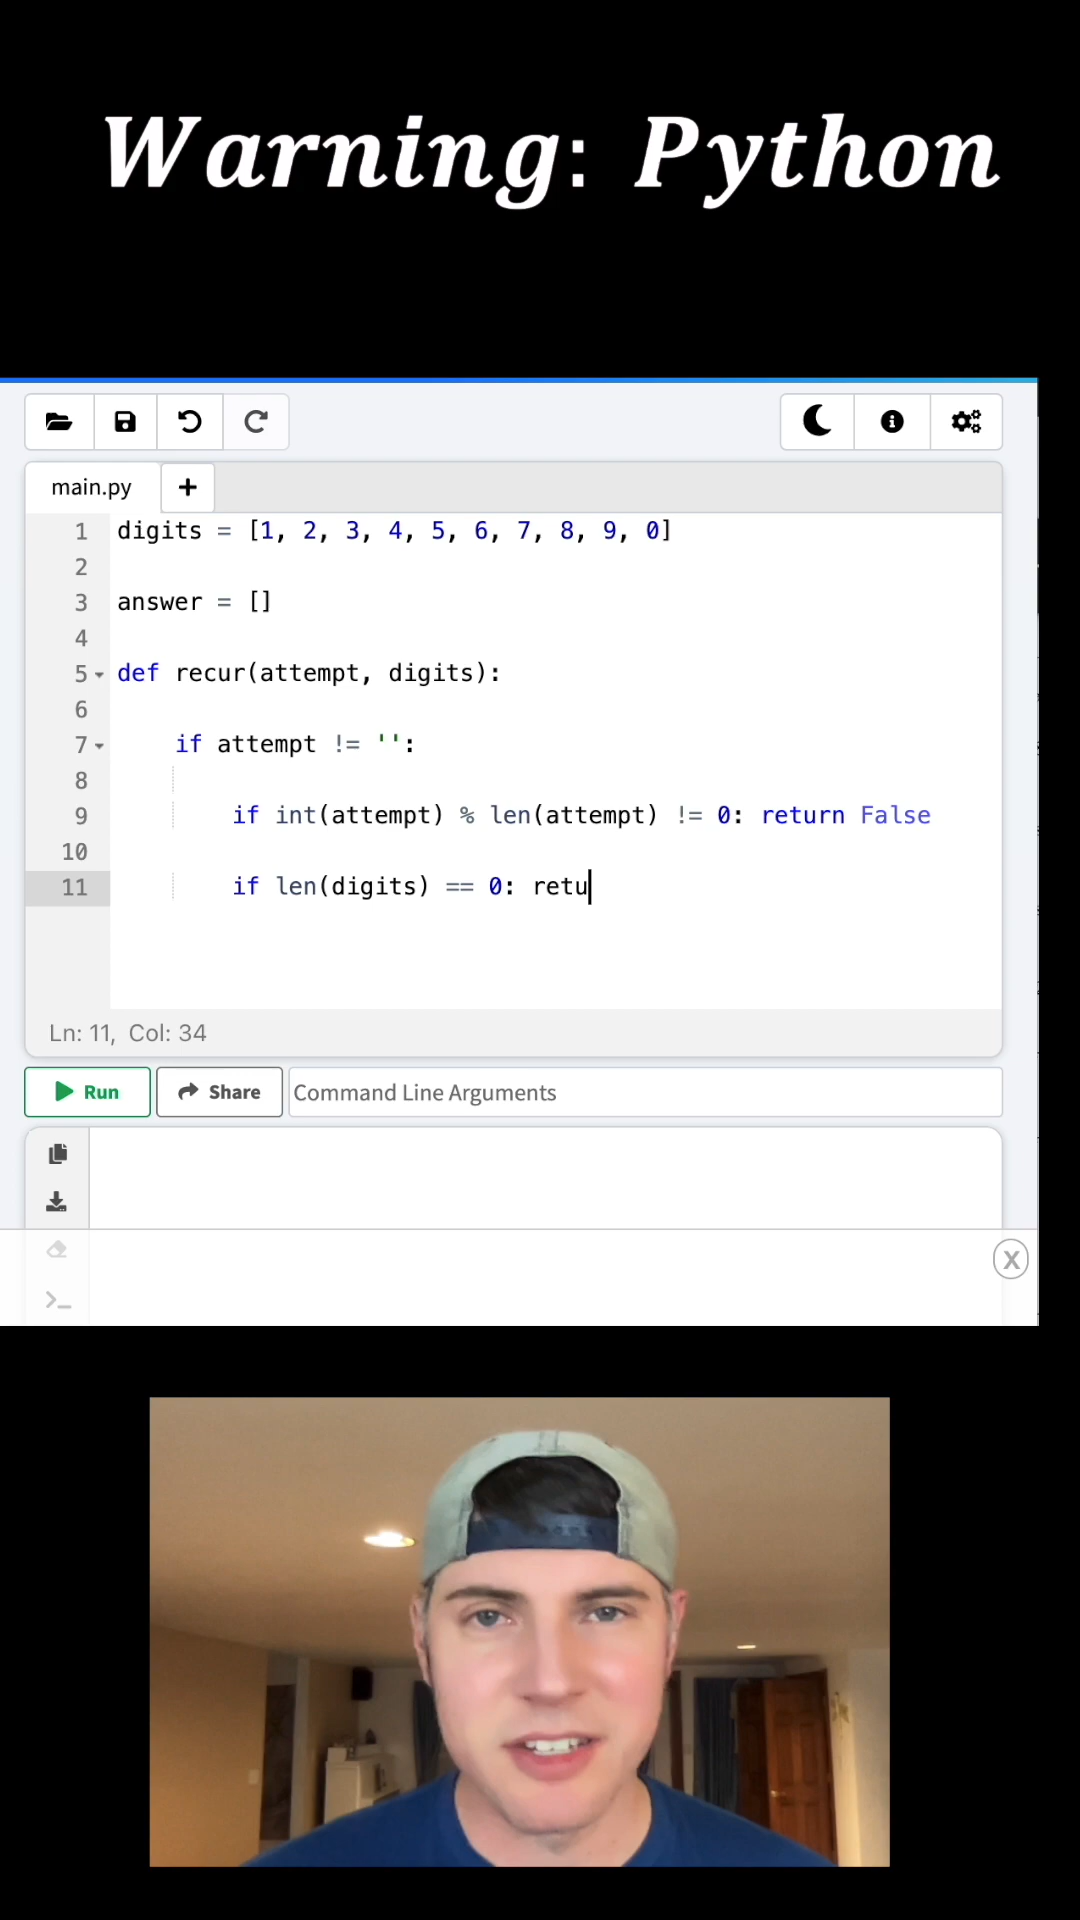 Warning: Python
main.py +
1 digits = [1, 2, 3, 4, 5, 6, 7, 8, 9, 0]
2
3 answer = []
4
5 def recur(attempt, digits):
6
7 if attempt != '':
8
9 if int(attempt) % len(attempt) != 0: return False
10
11 if len(digits) == 0: retu
Ln: 11, Col: 34
Run Share Command Line Arguments
X